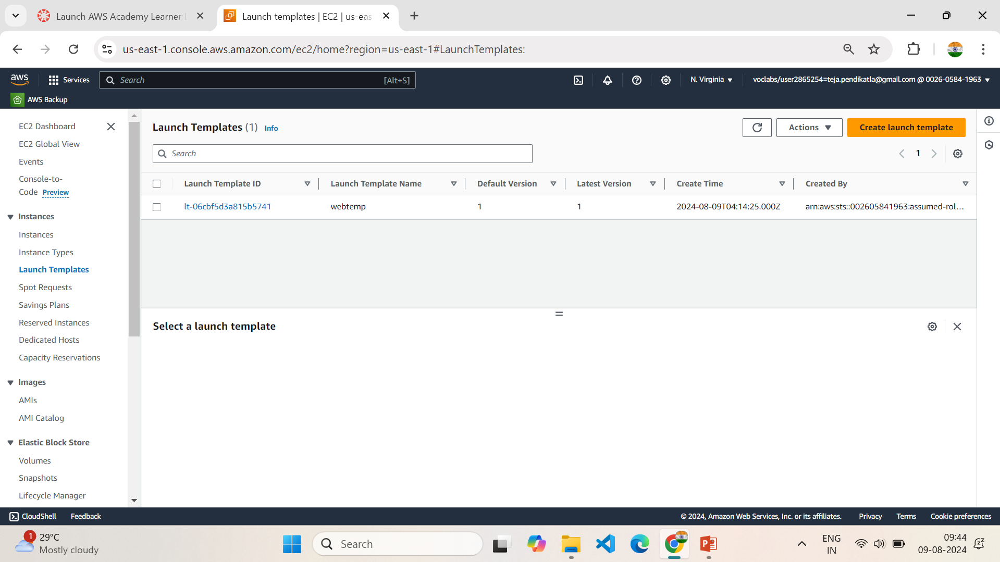 Launch AWS Academy Learner L
Launch templates | EC2 | us-eas
us-east-1.console.aws.amazon.com/ec2/home?region=us-east-1#LaunchTemplates:
aws
Services
Search
[Alt+S]
N. Virginia
voclabs/user2865254=teja.pendikatla@gmail.com @ 0026-0584-1963
AWS Backup
EC2 Dashboard
EC2 Global View
Events
Console-to-
Code Preview
Instances
Instances
Instance Types
Launch Templates
Spot Requests
Savings Plans
Reserved Instances
Dedicated Hosts
Capacity Reservations
Images
AMIs
AMI Catalog
Elastic Block Store
Volumes
Snapshots
Lifecycle Manager
Launch Templates (1) Info
Actions
Create launch template
Search
1
Launch Template ID Launch Template Name Default Version Latest Version Create Time Created By
lt-06cbf5d3a815b5741 webtemp 1 1 2024-08-09T04:14:25.000Z arn:aws:sts::002605841963:assumed-rol...
Select a launch template
CloudShell Feedback
© 2024, Amazon Web Services, Inc. or its affiliates. Privacy Terms Cookie preferences
1
29°C
Mostly cloudy
Search
ENG
IN
09:44
09-08-2024